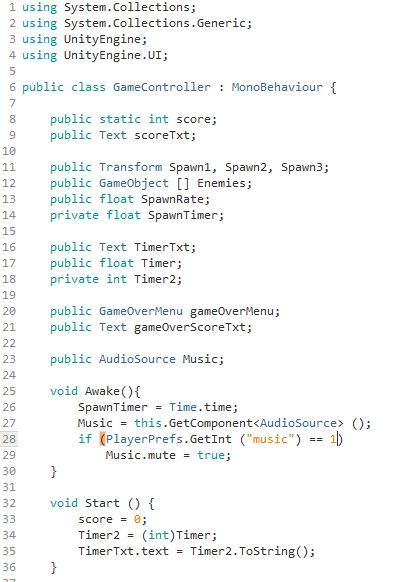 1 using System.Collections;
2 using System.Collections.Generic;
3 using UnityEngine;
4 using UnityEngine.UI;
5
6 public class GameController : MonoBehaviour {
7
8     public static int score;
9     public Text scoreTxt;
10
11     public Transform Spawn1, Spawn2, Spawn3;
12     public GameObject [] Enemies;
13     public float SpawnRate;
14     private float SpawnTimer;
15
16     public Text TimerTxt;
17     public float Timer;
18     private int Timer2;
19
20     public GameOverMenu gameOverMenu;
21     public Text gameOverScoreTxt;
22
23     public AudioSource Music;
24
25     void Awake(){
26         SpawnTimer = Time.time;
27         Music = this.GetComponent<AudioSource> ();
28         if (PlayerPrefs.GetInt ("music") == 1)
29             Music.mute = true;
30     }
31
32     void Start () {
33         score = 0;
34         Timer2 = (int)Timer;
35         TimerTxt.text = Timer2.ToString();
36     }